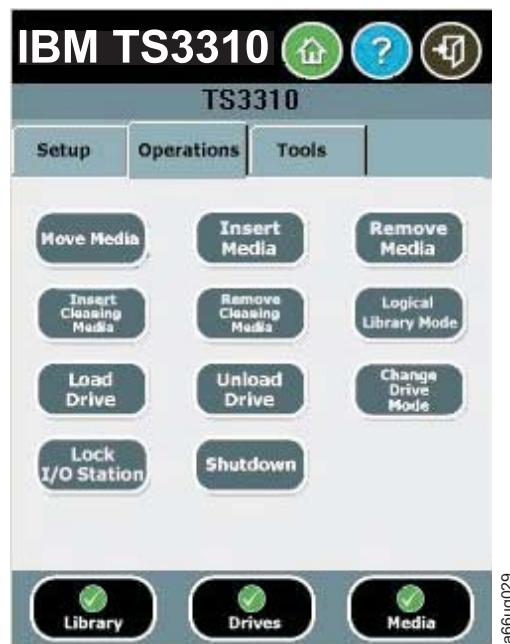 IBM TS3310
TS3310
Setup Operations Tools
Move Media
Insert
Media
Remove
Media
Insert
Cleaning
Media
Remove
Cleaning
Media
Logical
Library Mode
Load
Drive
Unload
Drive
Change
Drive
Mode
Lock
I/O Station
Shutdown
Library Drives Media
a66ug029